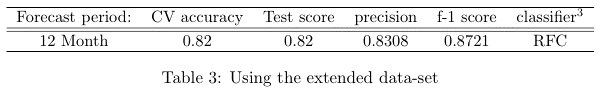 Forecast period: CV accuracy Test score precision f-1 score classifier³
12 Month 0.82 0.82 0.8308 0.8721 RFC
Table 3: Using the extended data-set